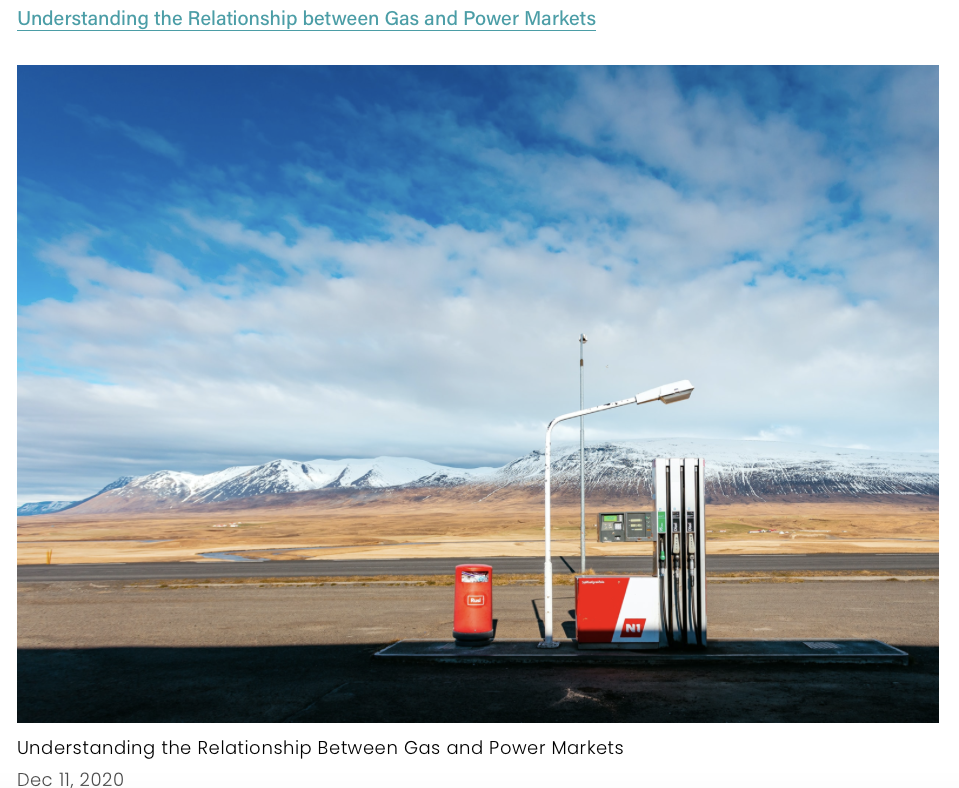 Understanding the Relationship between Gas and Power Markets
N1
Understanding the Relationship Between Gas and Power Markets
Dec 11, 2020